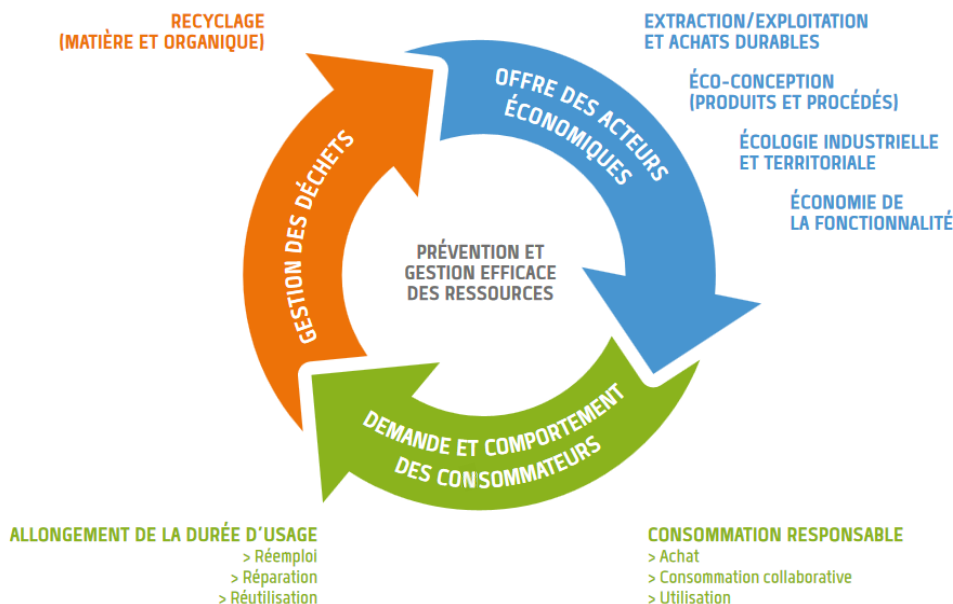 RECYCLAGE
(MATIÈRE ET ORGANIQUE)
EXTRACTION/EXPLOITATION
ET ACHATS DURABLES
ÉCO-CONCEPTION
(PRODUITS ET PROCÉDÉS)
ÉCOLOGIE INDUSTRIELLE
ET TERRITORIALE
ÉCONOMIE DE
LA FONCTIONNALITÉ
OFFRE DES ACTEURS
ÉCONOMIQUES
GESTION DES DÉCHETS
PRÉVENTION ET
GESTION EFFICACE
DES RESSOURCES
DEMANDE ET COMPORTEMENT
DES CONSOMMATEURS
ALLONGEMENT DE LA DURÉE D'USAGE
> Réemploi
> Réparation
> Réutilisation
CONSOMMATION RESPONSABLE
> Achat
> Consommation collaborative
> Utilisation